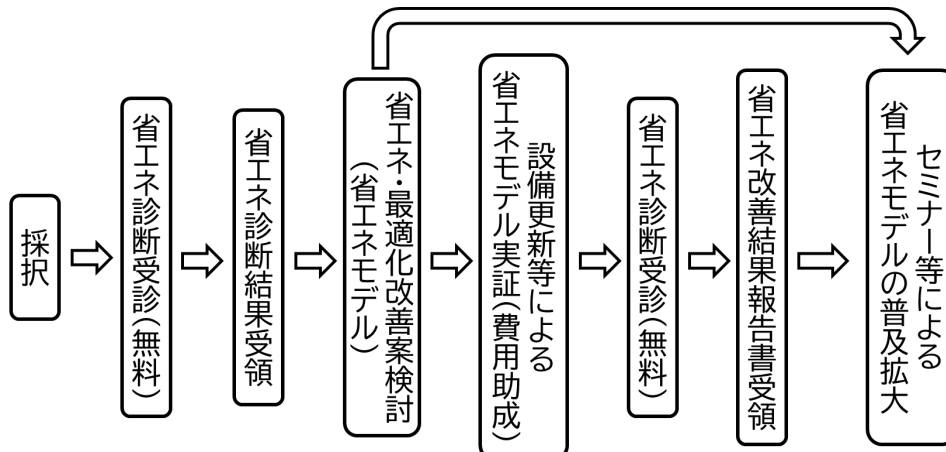 採択
省エネ診断受診(無料)
省エネ診断結果受領
省エネ・最適化改善案検討
(省エネモデル)
設備更新等による
省エネモデル実証(費用助成)
省エネ診断受診(無料)
省エネ改善結果報告書受領
セミナー等による
省エネモデルの普及拡大